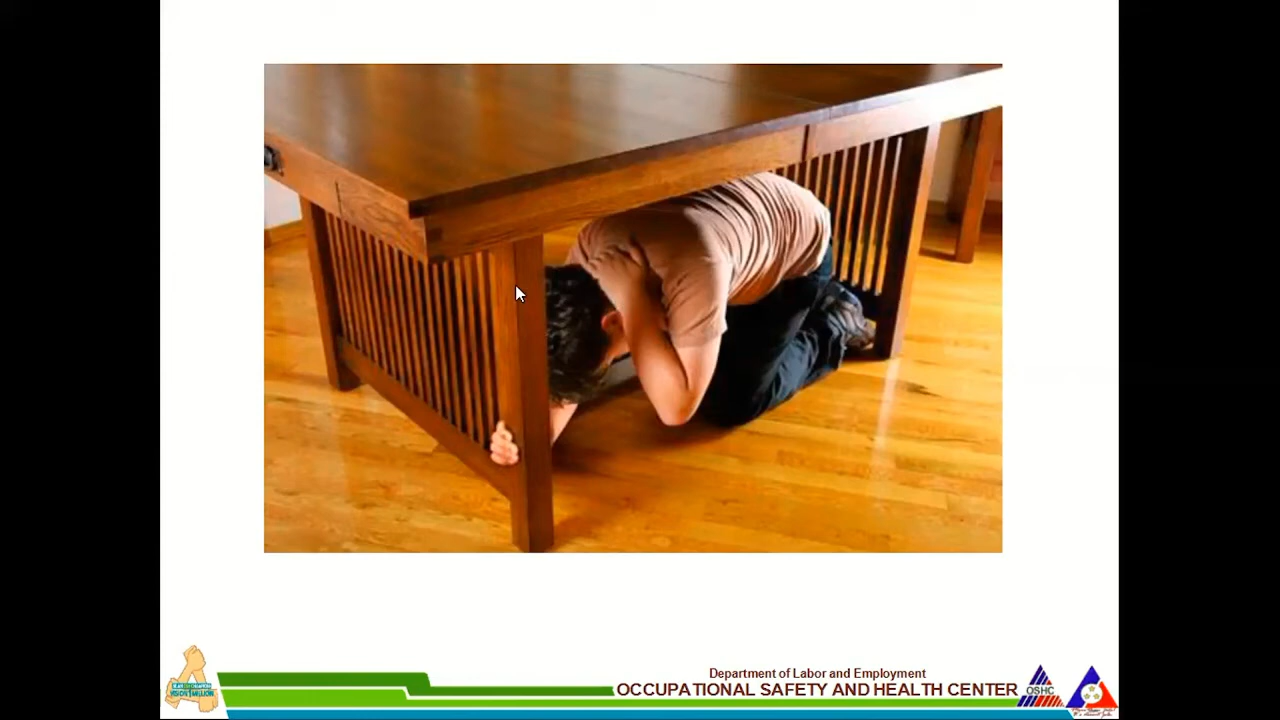 Department of Labor and Employment
OCCUPATIONAL SAFETY AND HEALTH CENTER
OSHC